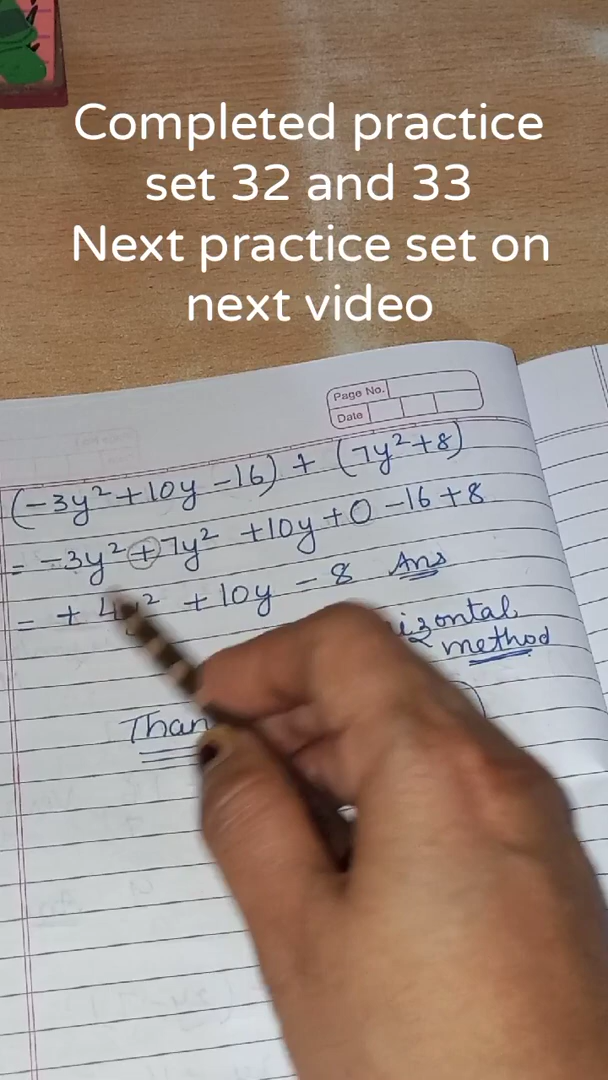 Completed practice
set 32 and 33
Next practice set on
next video
Page No.
Date
(-3y²+10y -16) + (7y²+8)
= -3y²+7y² +10y+0 -16+8
= + 4y² +10y - 8 Ans
method